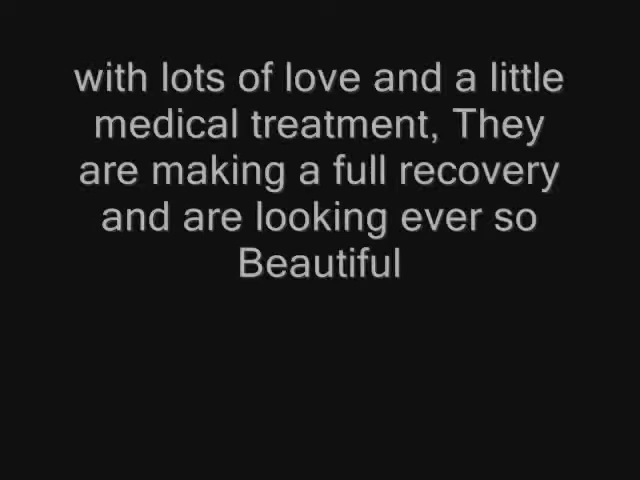 with lots of love and a little
medical treatment, They
are making a full recovery
and are looking ever so
Beautiful